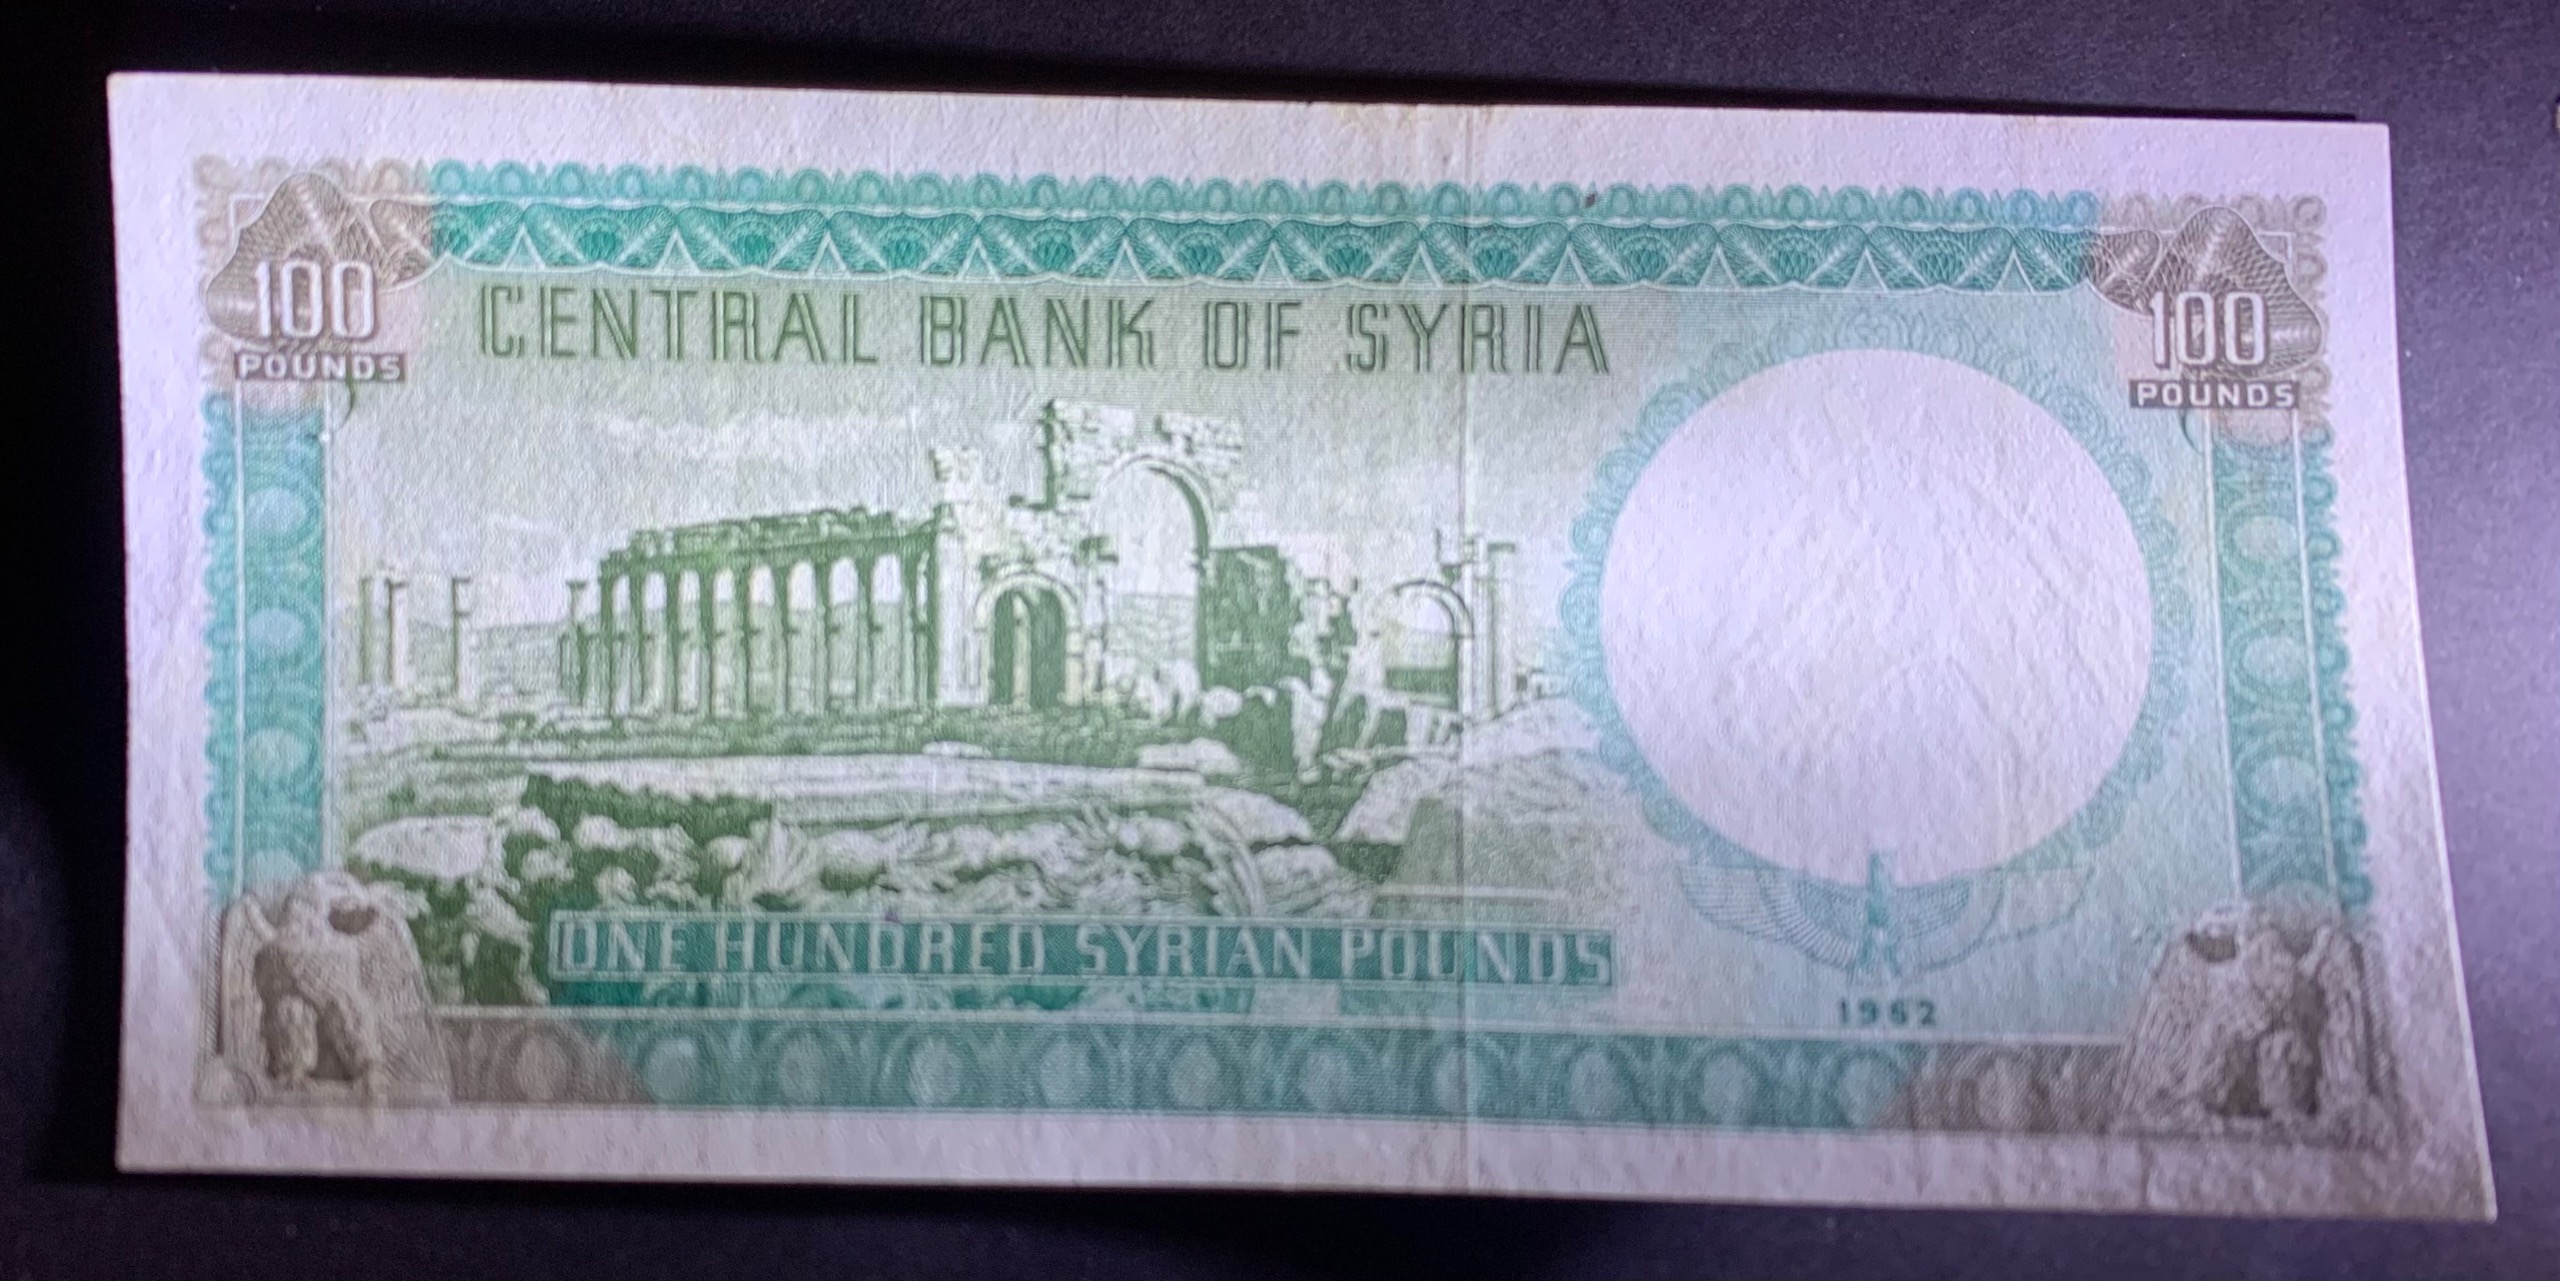 100
POUNDS
CENTRAL BANK OF SYRIA
100
POUNDS
ONE HUNDRED SYRIAN POUNDS
1962